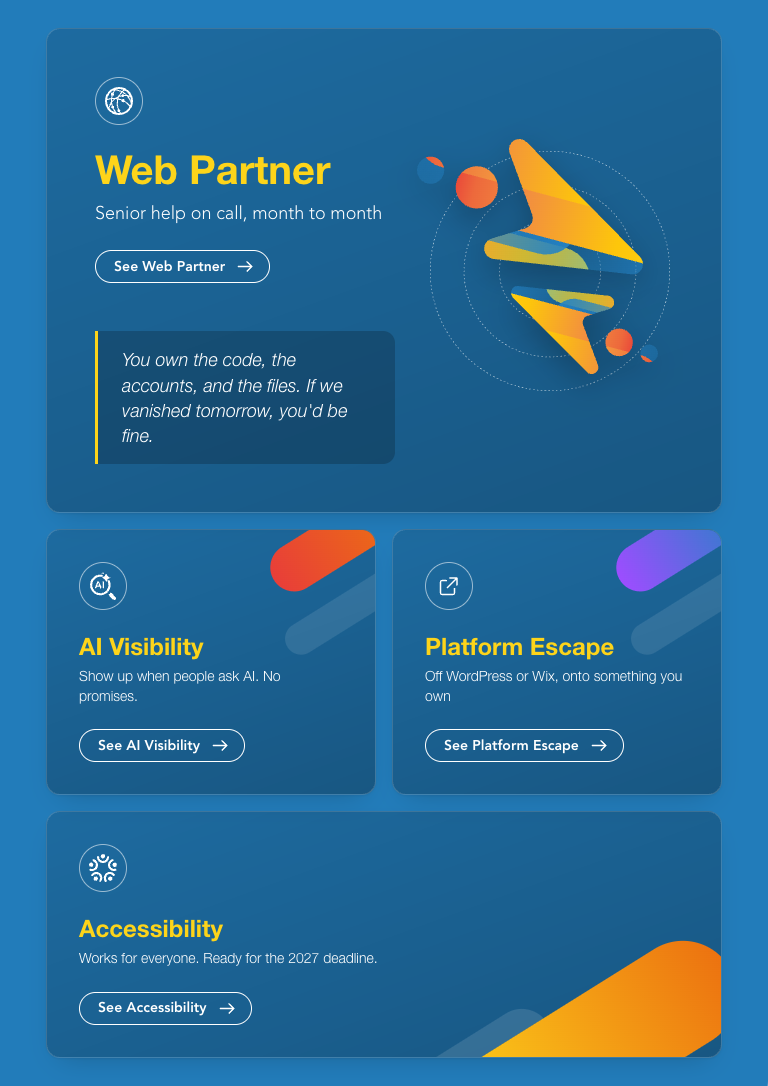 Web Partner
Senior help on call, month to month
See Web Partner
You own the code, the
accounts, and the files. If we
vanished tomorrow, you'd be
fine.
AI
AI Visibility
Show up when people ask AI. No
promises.
See AI Visibility
Platform Escape
Off WordPress or Wix, onto something you
own
See Platform Escape
Accessibility
Works for everyone. Ready for the 2027 deadline.
See Accessibility